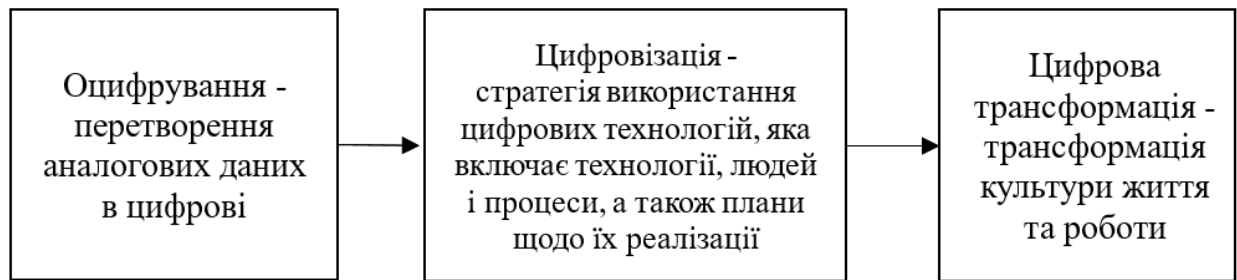 Оцифрування -
перетворення
аналогових даних
в цифрові
Цифровізація -
стратегія використання
цифрових технологій, яка
включає технології, людей
і процеси, а також плани
щодо їх реалізації
Цифрова
трансформація -
трансформація
культури життя
та роботи